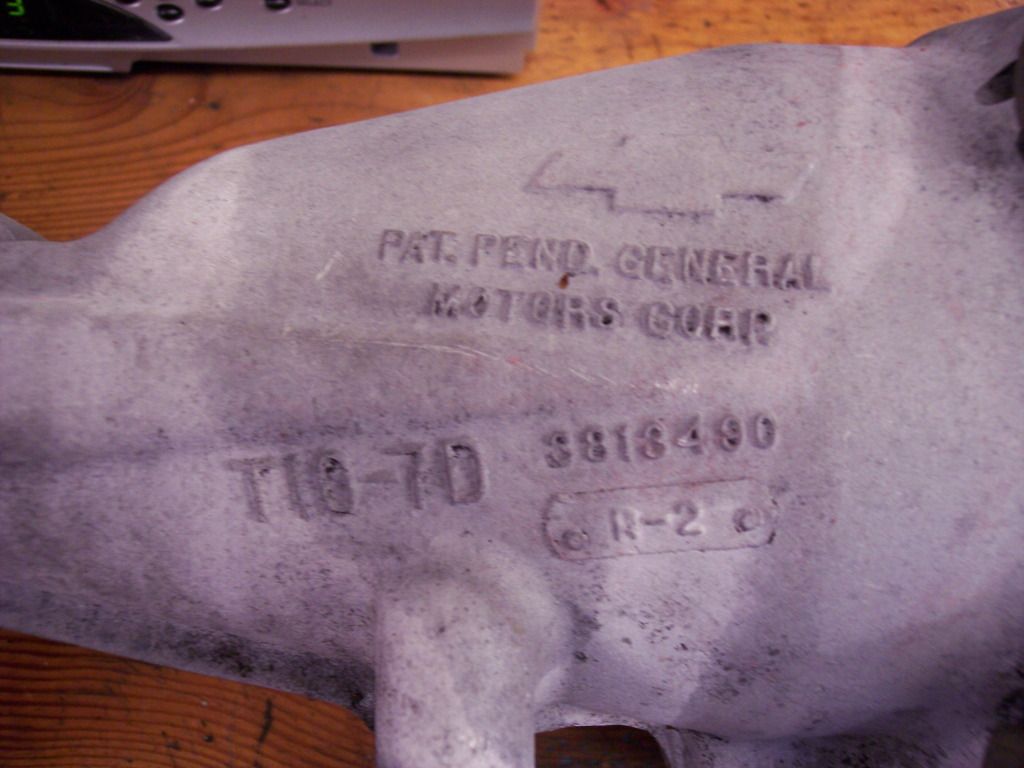 PAT. PEND. GENERAL
MOTORS CORP
T10-7D 3813490
R-2